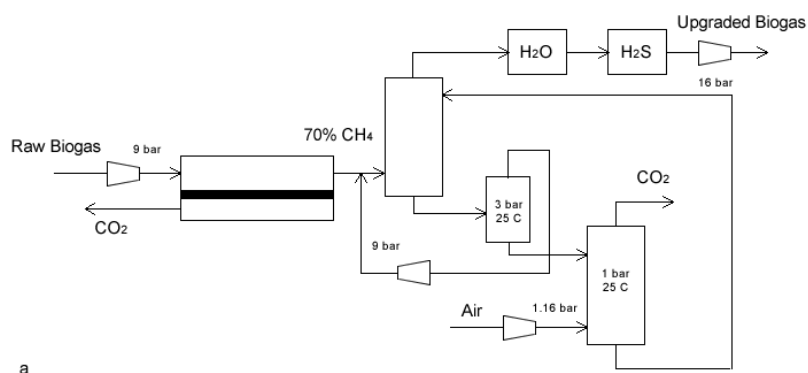 Upgraded Biogas
H₂O
H₂S
16 bar
70% CH₄
9 bar
Raw Biogas
CO₂
3 bar
25 C
CO₂
9 bar
1 bar
25 C
Air
1.16 bar
a